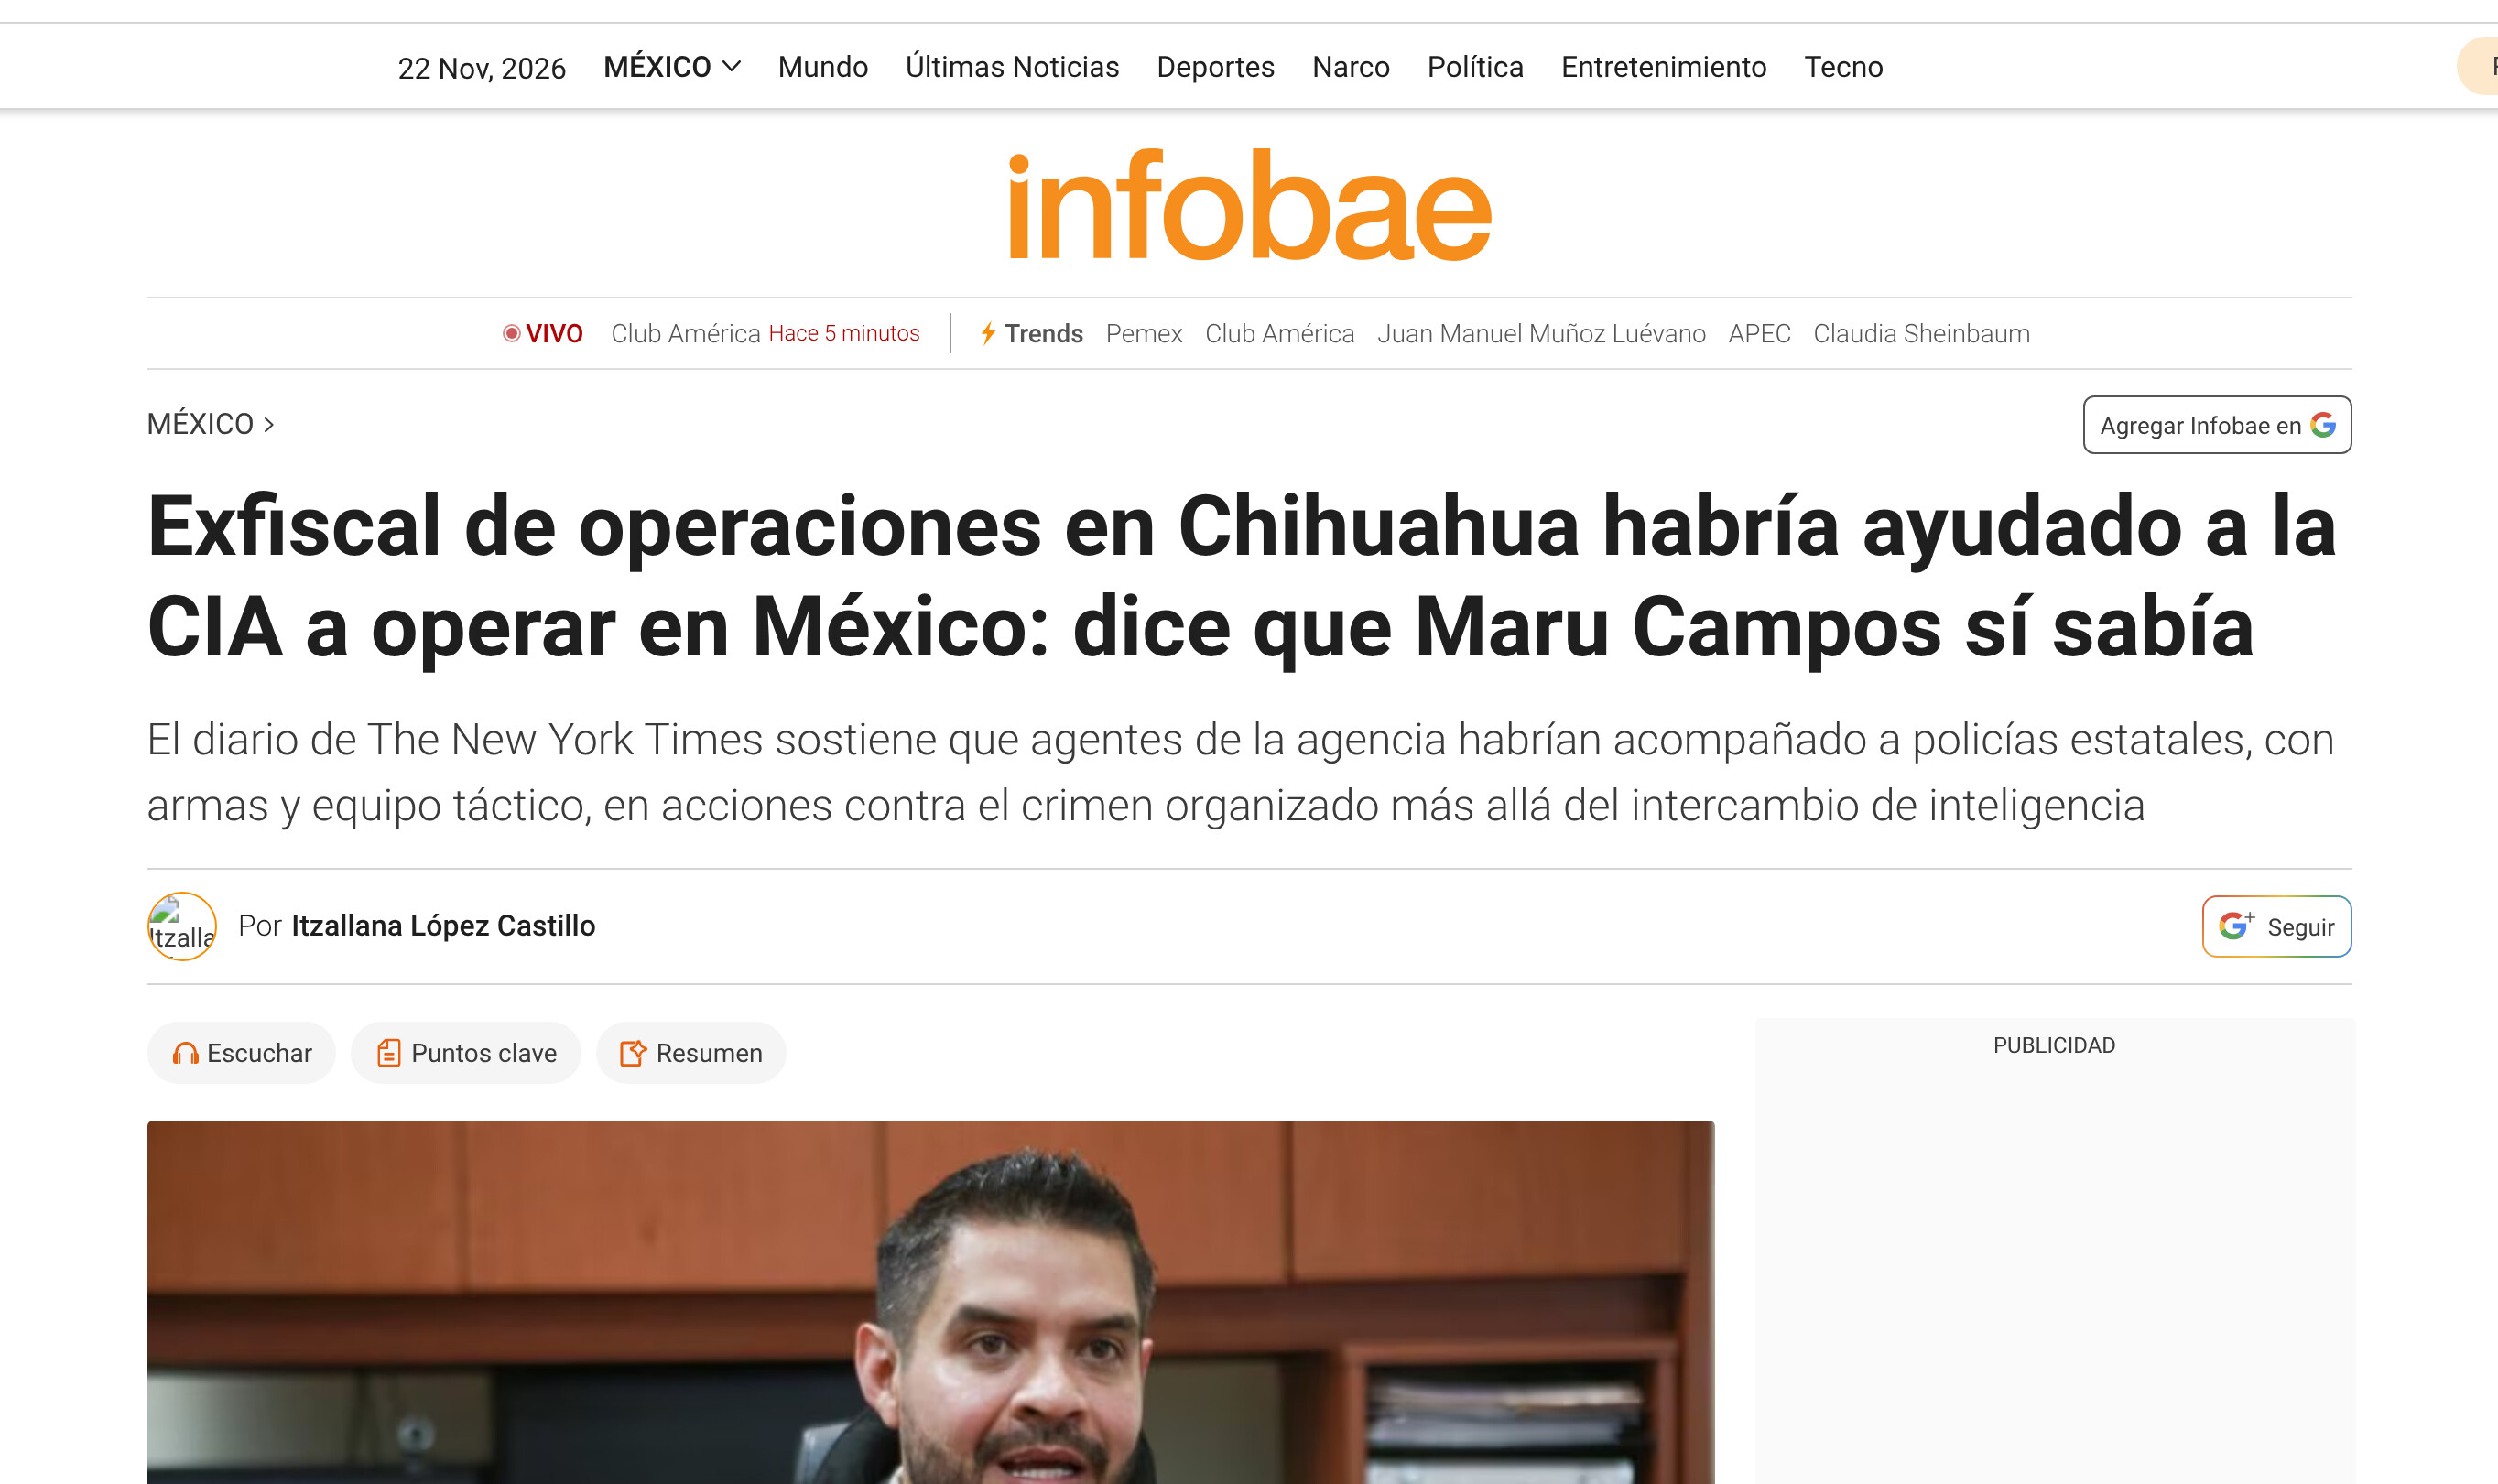 22 Nov, 2026 MÉXICO Mundo Últimas Noticias Deportes Narco Política Entretenimiento Tecno
infobae
VIVO Club América Hace 5 minutos Trends Pemex Club América Juan Manuel Muñoz Luévano APEC Claudia Sheinbaum
MÉXICO >
Agregar Infobae en G
Exfiscal de operaciones en Chihuahua habría ayudado a la
CIA a operar en México: dice que Maru Campos sí sabía
El diario de The New York Times sostiene que agentes de la agencia habrían acompañado a policías estatales, con
armas y equipo táctico, en acciones contra el crimen organizado más allá del intercambio de inteligencia
Itzalla
Por Itzallana López Castillo
G+ Seguir
Escuchar Puntos clave Resumen
PUBLICIDAD